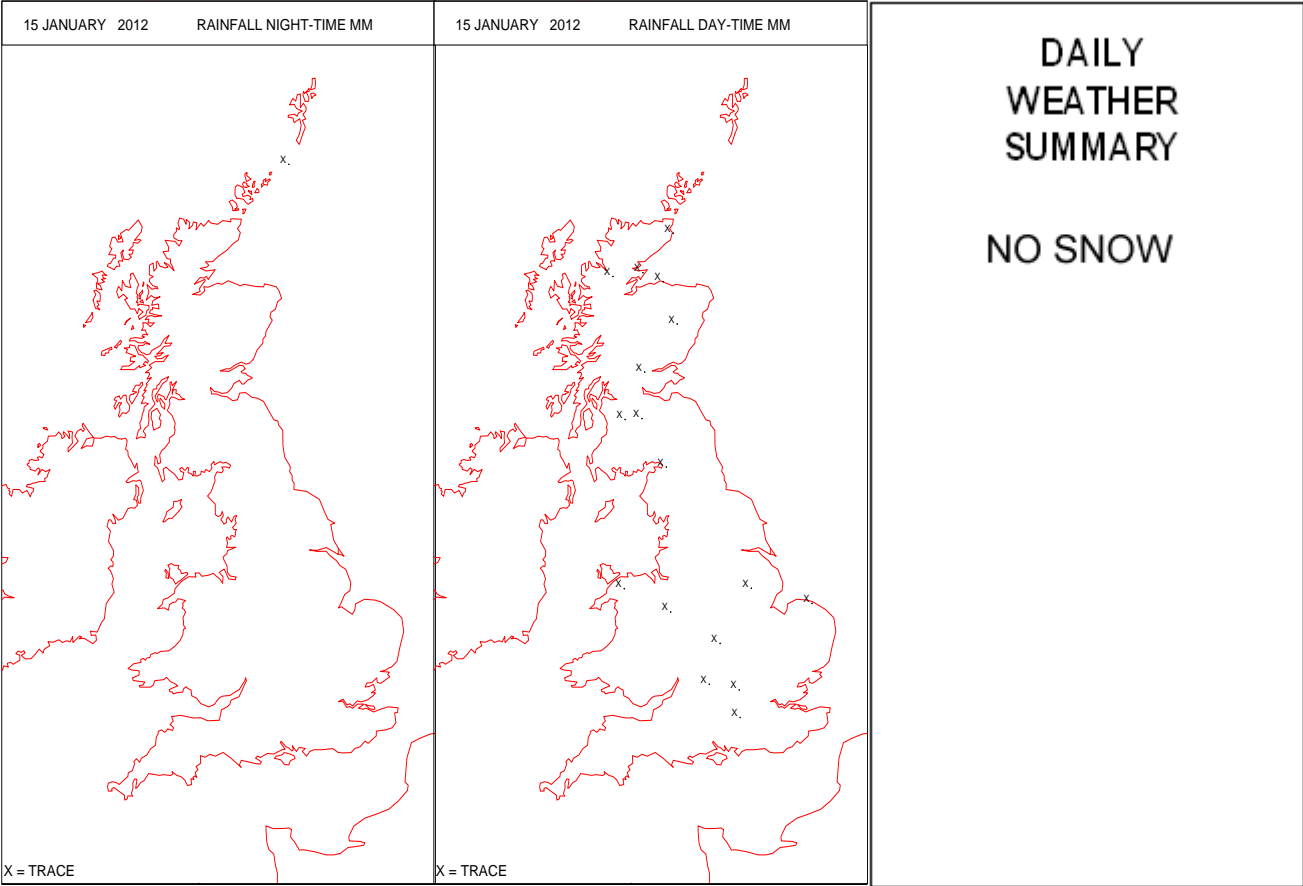 15 JANUARY 2012 RAINFALL NIGHT-TIME MM
X.
X = TRACE
15 JANUARY 2012 RAINFALL DAY-TIME MM
X.
X. X. X.
X.
X.
X. X.
X.
X. X.
X.
X.
X.
X. X.
X.
X = TRACE
DAILY
WEATHER
SUMMARY
NO SNOW